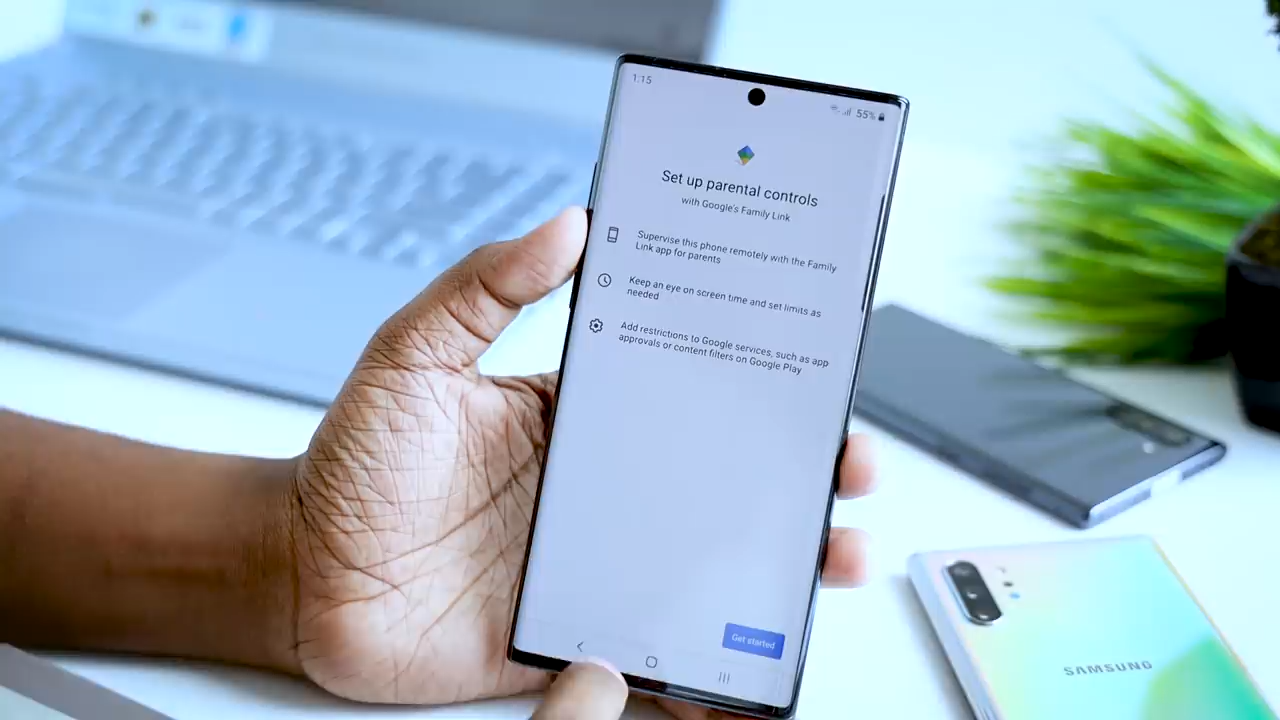 1:15
55%
Set up parental controls
with Google's Family Link
Supervise this phone remotely with the Family
Link app for parents
Keep an eye on screen time and set limits as
needed
Add restrictions to Google services, such as app
approvals or content filters on Google Play
Get started
SAMSUNG